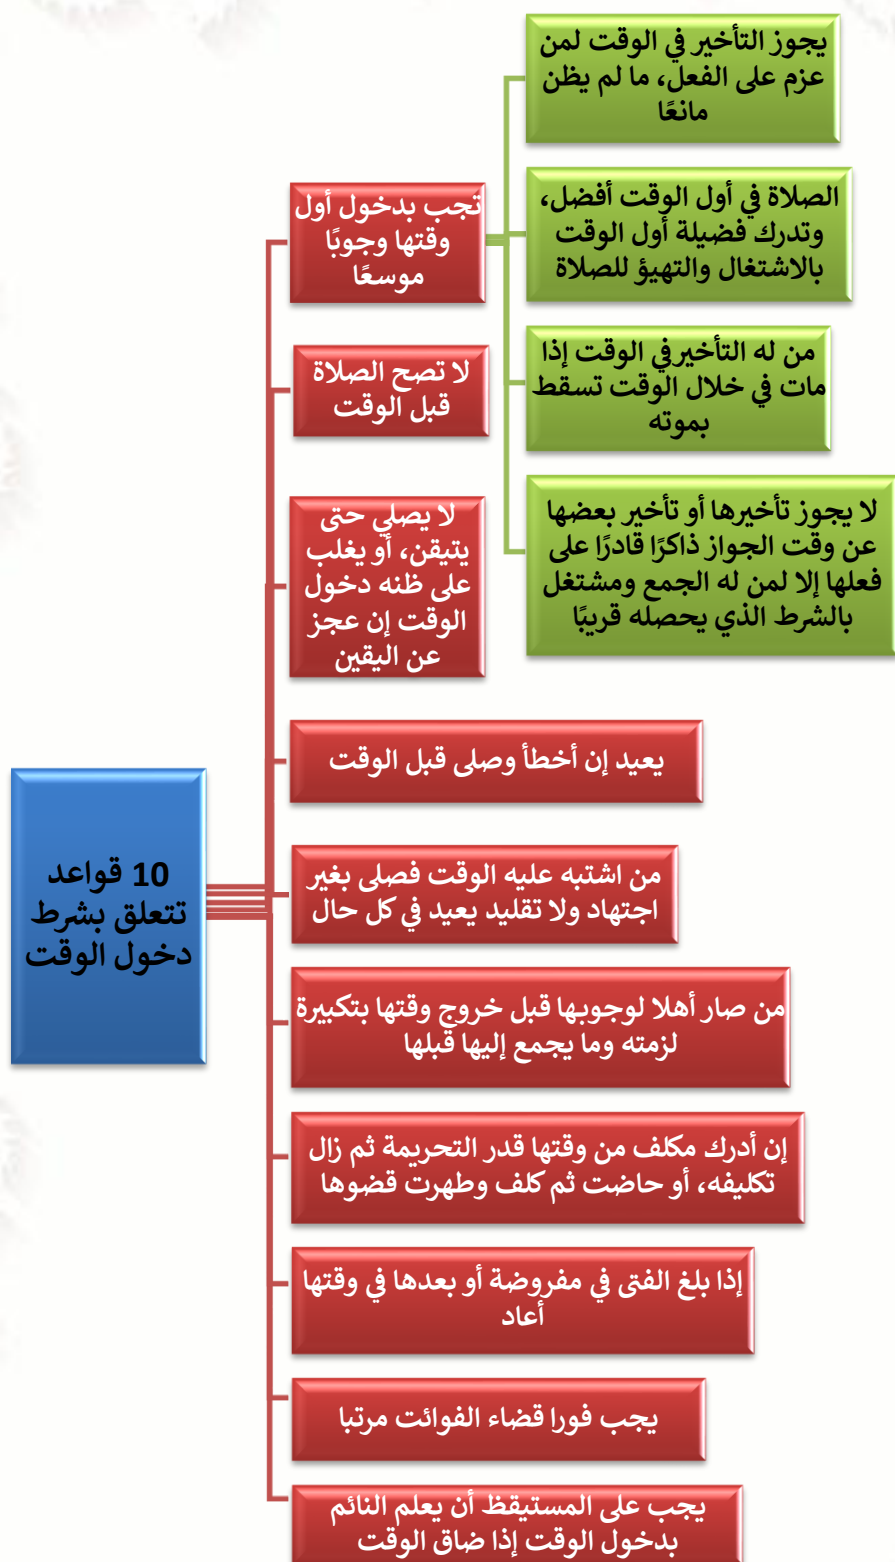 10 قواعد
تتعلق بشرط
دخول الوقت
تجب بدخول أول
وقتها وجوبًا
موسعًا
يجوز التأخير في الوقت لمن
عزم على الفعل، ما لم يظن
مانعًا
الصلاة في أول الوقت أفضل،
وتدرك فضيلة أول الوقت
بالاشتغال والتهيؤ للصلاة
من له التأخير في الوقت إذا
مات في خلال الوقت تسقط
بموته
لا يجوز تأخيرها أو تأخير بعضها
عن وقت الجواز ذاكرًا قادرًا على
فعلها إلا لمن له الجمع ومشتغل
بالشرط الذي يحصله قريبًا
لا تصح الصلاة
قبل الوقت
لا يصلي حتى
يتيقن، أو يغلب
على ظنه دخول
الوقت إن عجز
عن اليقين
يعيد إن أخطأ وصلى قبل الوقت
من اشتبه عليه الوقت فصلى بغير
اجتهاد ولا تقليد يعيد في كل حال
من صار أهلا لوجوبها قبل خروج وقتها بتكبيرة
لزمته وما يجمع إليها قبلها
إن أدرك مكلف من وقتها قدر التحريمة ثم زال
تكليفه، أو حاضت ثم كلف وطهرت قضوها
إذا بلغ الفتى في مفروضة أو بعدها في وقتها
أعاد
يجب فورا قضاء الفوائت مرتبا
يجب على المستيقظ أن يعلم النائم
بدخول الوقت إذا ضاق الوقت